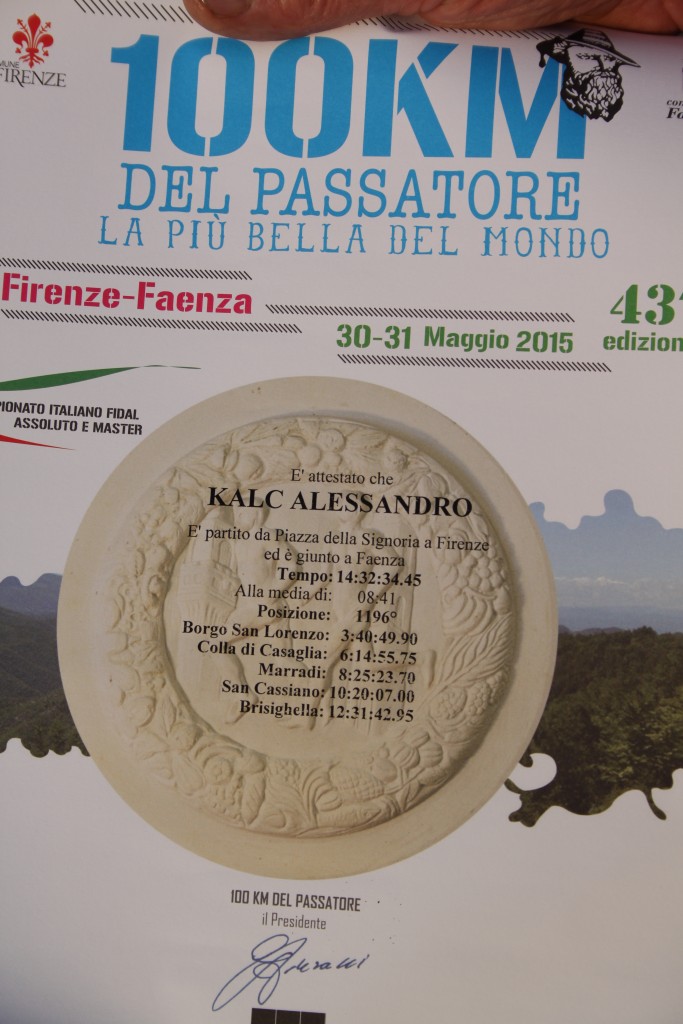 FIRENZE
100KM
DEL PASSATORE
LA PIÙ BELLA DEL MONDO
Firenze-Faenza
30-31 Maggio 2015
43ª
edizion
PIONATO ITALIANO FIDAL
ASSOLUTO E MASTER
E' attestato che
KALC ALESSANDRO
E' partito da Piazza della Signoria a Firenze
ed è giunto a Faenza
Tempo: 14:32:34.45
Alla media di: 08:41
Posizione: 1196°
Borgo San Lorenzo: 3:40:49.90
Colla di Casaglia: 6:14:55.75
Marradi: 8:25:23.70
San Cassiano: 10:20:07.00
Brisighella: 12:31:42.95
100 KM DEL PASSATORE
il Presidente